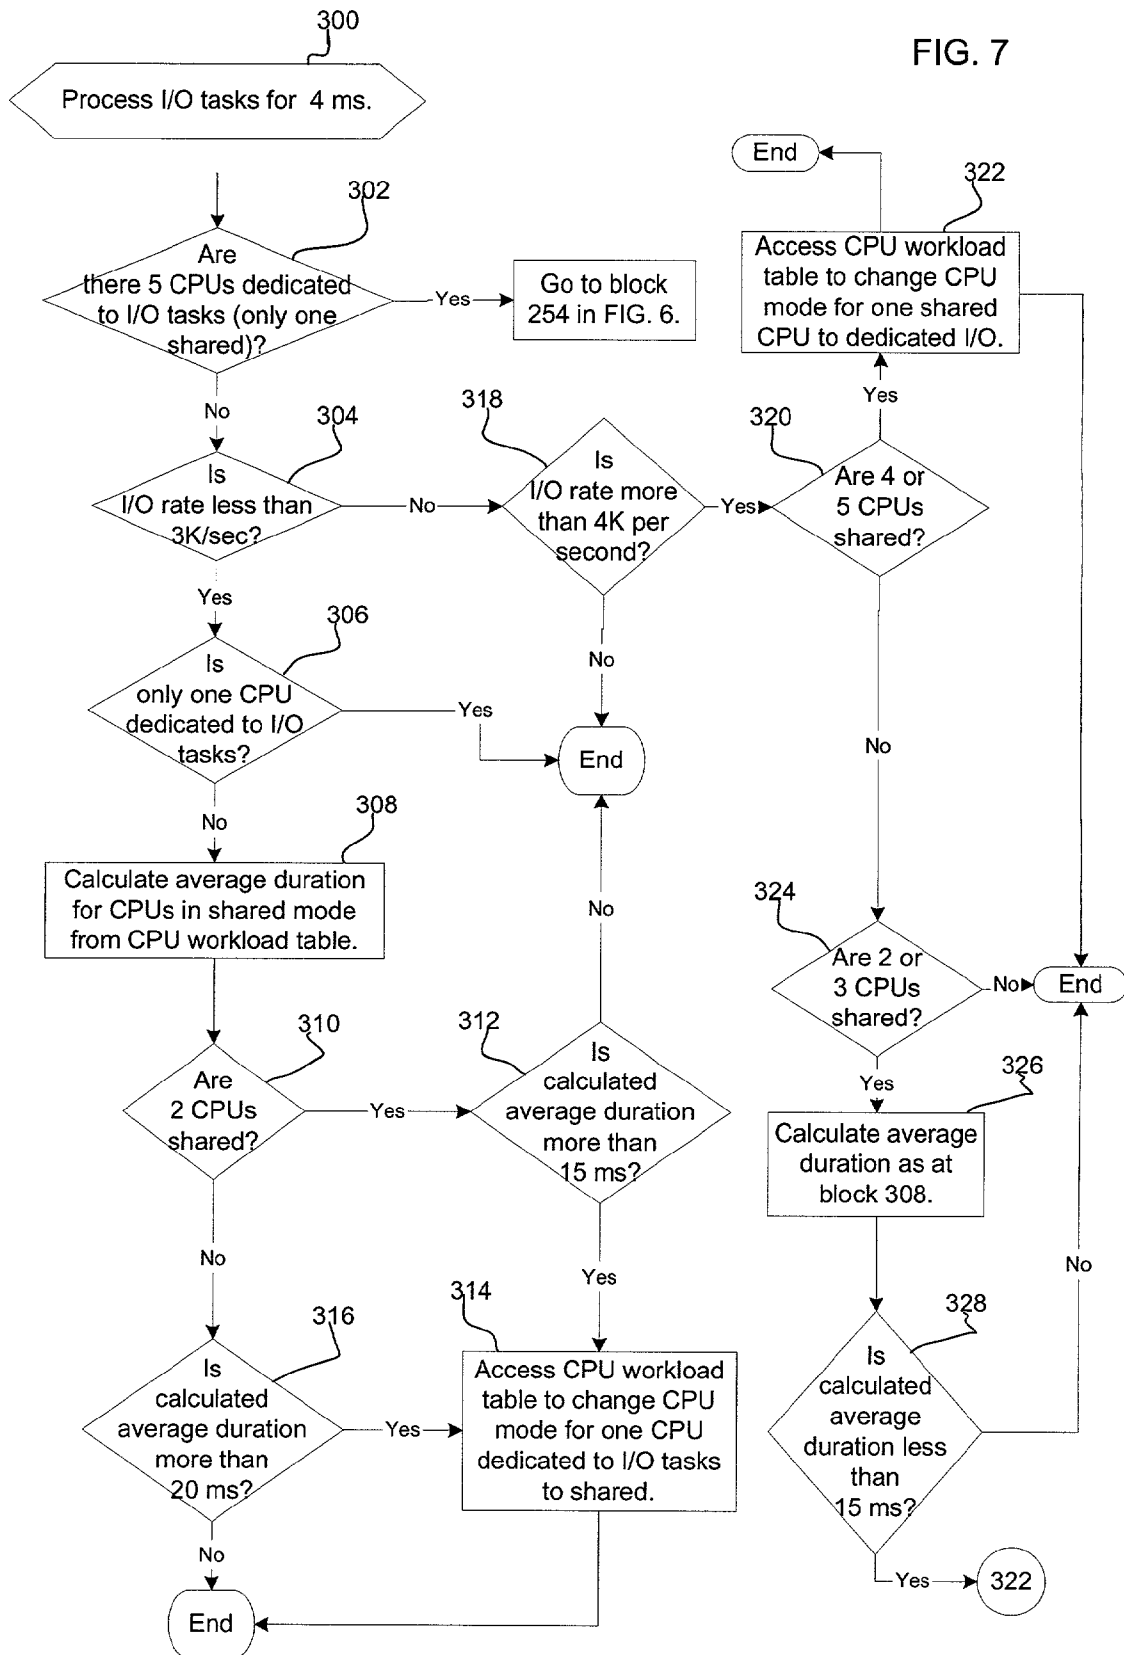 FIG. 7
300
Process I/O tasks for 4 ms.
302
Are
there 5 CPUs dedicated
to I/O tasks (only one
shared)?
Yes
Go to block
254 in FIG. 6.
No
304
Is
I/O rate less than
3K/sec?
No
318
Is
I/O rate more
than 4K per
second?
Yes
320
Are 4 or
5 CPUs
shared?
Yes
322
Access CPU workload
table to change CPU
mode for one shared
CPU to dedicated I/O.
End
Yes
306
Is
only one CPU
dedicated to I/O
tasks?
Yes
No
End
No
No
308
Calculate average duration
for CPUs in shared mode
from CPU workload table.
No
324
Are 2 or
3 CPUs
shared?
No
End
310
Are
2 CPUs
shared?
Yes
312
Is
calculated
average duration
more than
15 ms?
Yes
326
Calculate average
duration as at
block 308.
No
No
Yes
316
Is
calculated
average duration
more than
20 ms?
Yes
314
Access CPU workload
table to change CPU
mode for one CPU
dedicated to I/O tasks
to shared.
328
Is
calculated
average
duration less
than
15 ms?
No
End
Yes
322